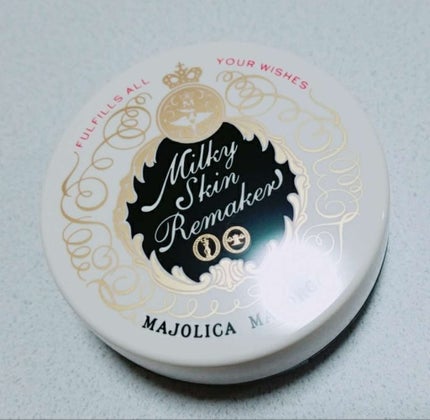 FULFILLS ALL YOUR WISHES
M
Milky
Skin
Remaker
MAJOLICA